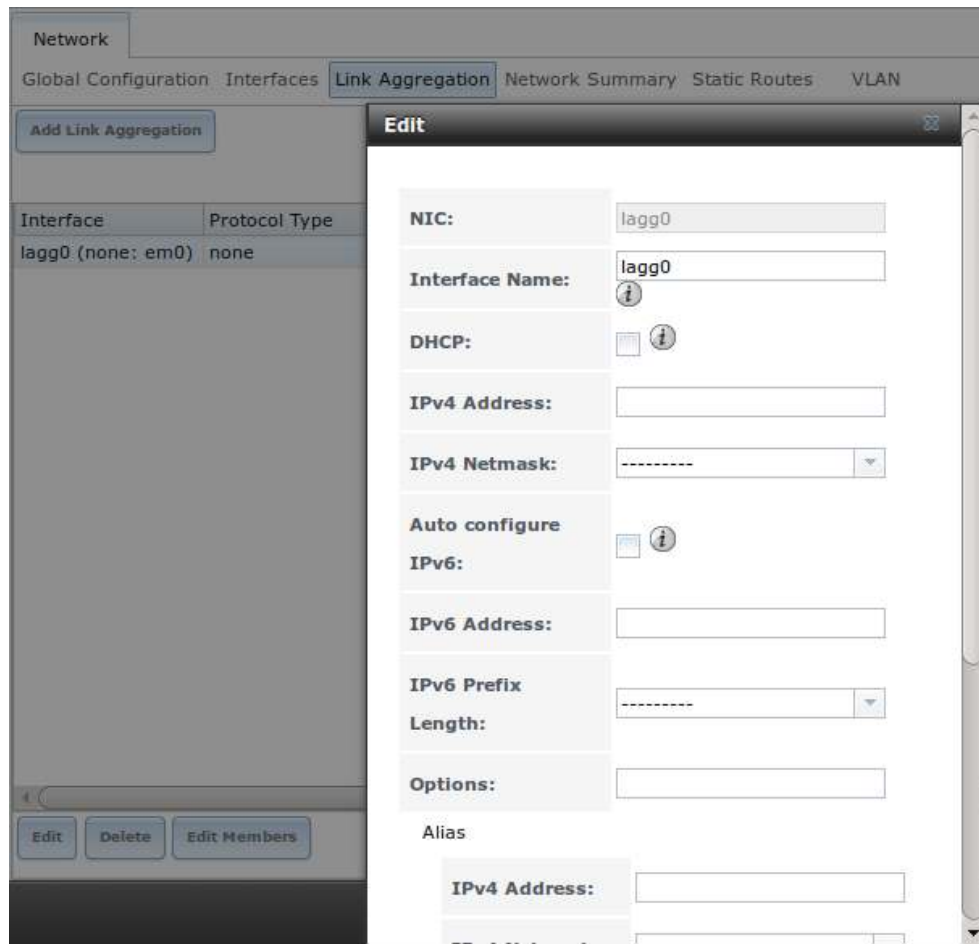 Network
Global Configuration Interfaces Link Aggregation Network Summary Static Routes VLAN
Add Link Aggregation
Interface Protocol Type
lagg0 (none: em0) none
Edit Delete Edit Members
Edit
NIC: lagg0
Interface Name: lagg0
DHCP:
IPv4 Address:
IPv4 Netmask: ---------
Auto configure
IPv6:
IPv6 Address:
IPv6 Prefix
Length: ---------
Options:
Alias
IPv4 Address: